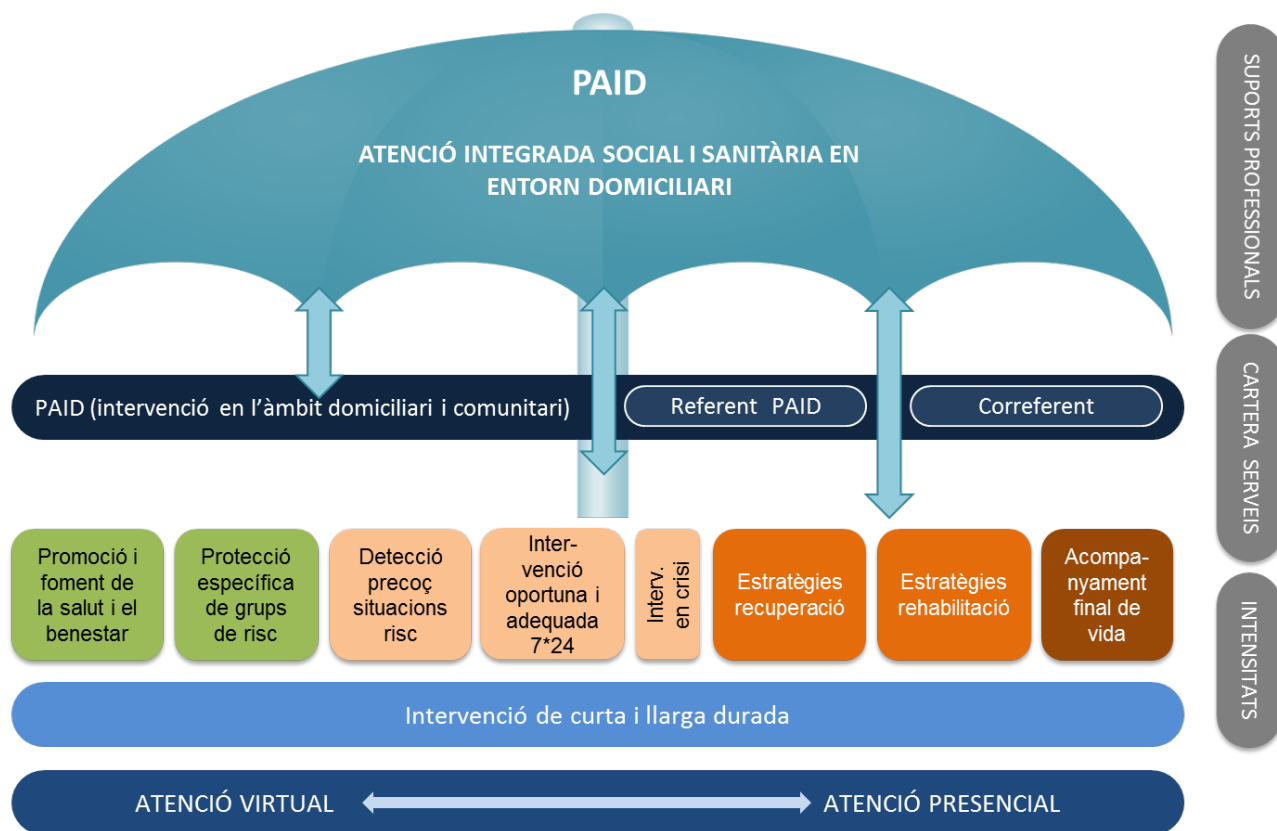 PAID
ATENCIÓ INTEGRADA SOCIAL I SANITÀRIA EN
ENTORN DOMICILIARI
PAID (intervenció en l'àmbit domiciliari i comunitari)
Referent PAID
Correferent
Promoció i
foment de
la salut i el
benestar
Protecció
específica
de grups
de risc
Detecció
precoç
situacions
risc
Inter-
venció
oportuna i
adequada
7*24
Interv.
en crisi
Estratègies
recuperació
Estratègies
rehabilitació
Acompa-
nyament
final de
vida
Intervenció de curta i llarga durada
ATENCIÓ VIRTUAL
ATENCIÓ PRESENCIAL
SUPORTS PROFESSIONALS
CARTERA SERVEIS
INTENSITATS